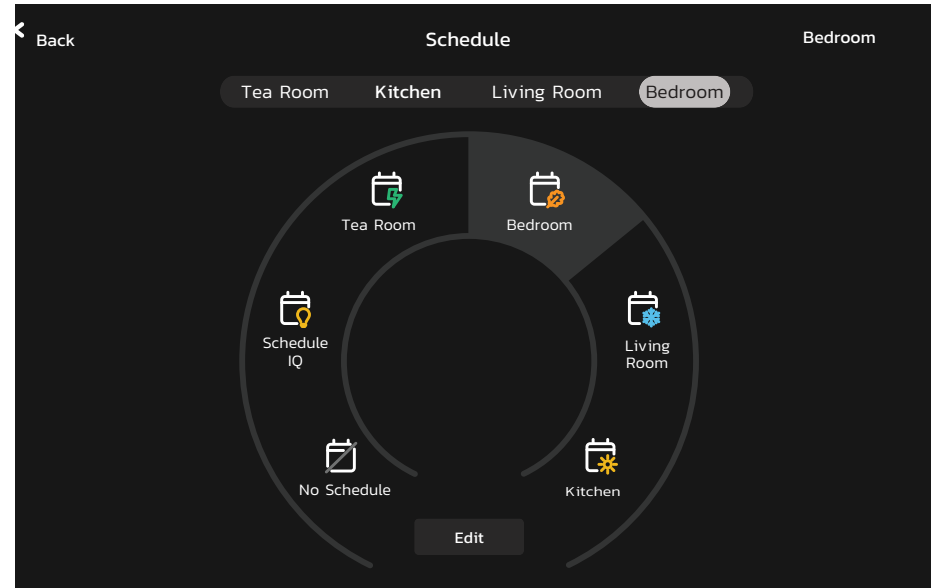 Back
Schedule
Bedroom
Tea Room
Kitchen
Living Room
Bedroom
Tea Room
Bedroom
Schedule
IQ
Living
Room
No Schedule
Kitchen
Edit